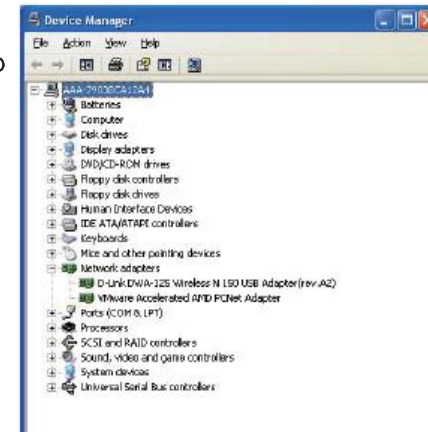 Device Manager
File Action View Help
AAA-29038CA12A4
Batteries
Computer
Disk drives
Display adapters
DVD/CD-ROM drives
Floppy disk controllers
Floppy disk drives
Human Interface Devices
IDE ATA/ATAPI controllers
Keyboards
Mice and other pointing devices
Network adapters
D-Link DWA-125 Wireless N 150 USB Adapter(rev.A2)
VMware Accelerated AMD PCNet Adapter
Ports (COM & LPT)
Processors
SCSI and RAID controllers
Sound, video and game controllers
System devices
Universal Serial Bus controllers